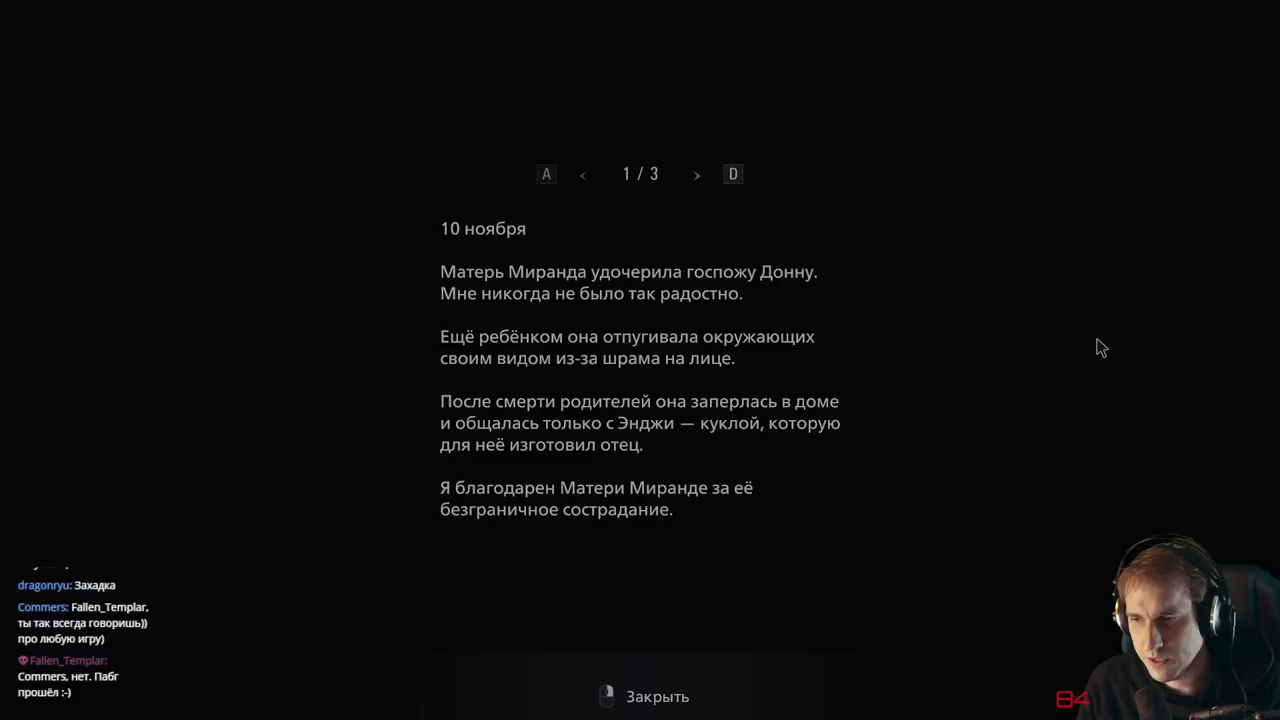 A < 1 / 3 > D
10 ноября
Матерь Миранда удочерила госпожу Донну.
Мне никогда не было так радостно.
Ещё ребёнком она отпугивала окружающих
своим видом из-за шрама на лице.
После смерти родителей она заперлась в доме
и общалась только с Энджи — куклой, которую
для неё изготовил отец.
Я благодарен Матери Миранде за её
безграничное сострадание.
dragonryu: Захадка
Commers: Fallen_Templar,
ты так всегда говоришь))
про любую игру)
Fallen_Templar:
Commers, нет. Пабг
прошёл :-)
Закрыть
84